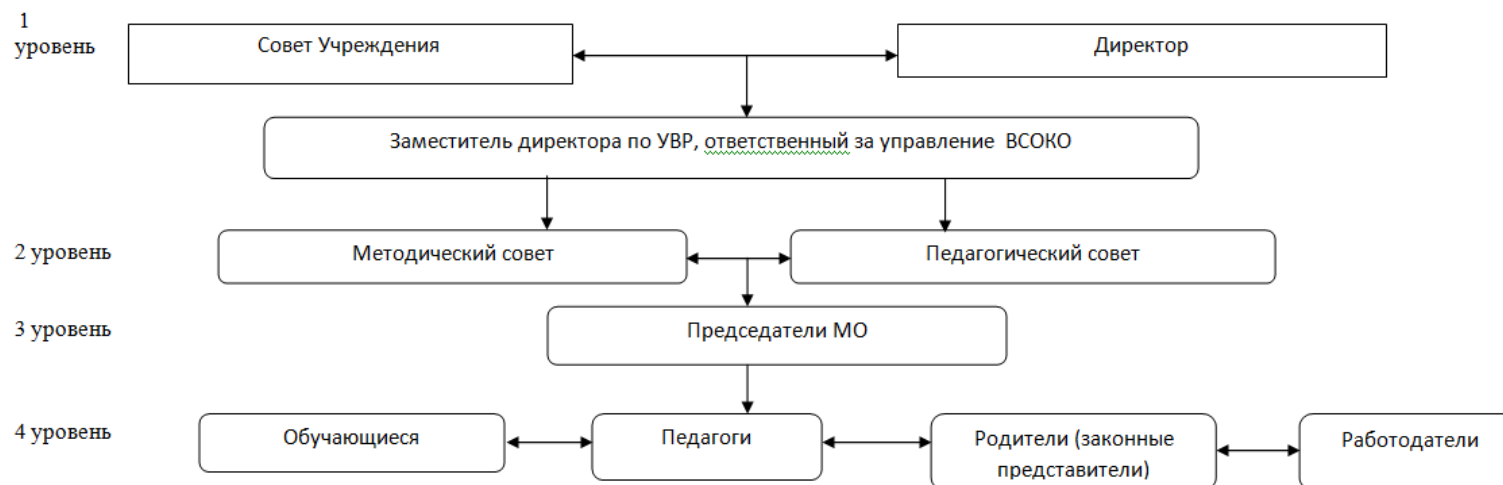 1
уровень
Совет Учреждения
Директор
Заместитель директора по УВР, ответственный за управление ВСОКО
2 уровень
Методический совет
Педагогический совет
3 уровень
Председатели МО
4 уровень
Обучающиеся
Педагоги
Родители (законные
представители)
Работодатели